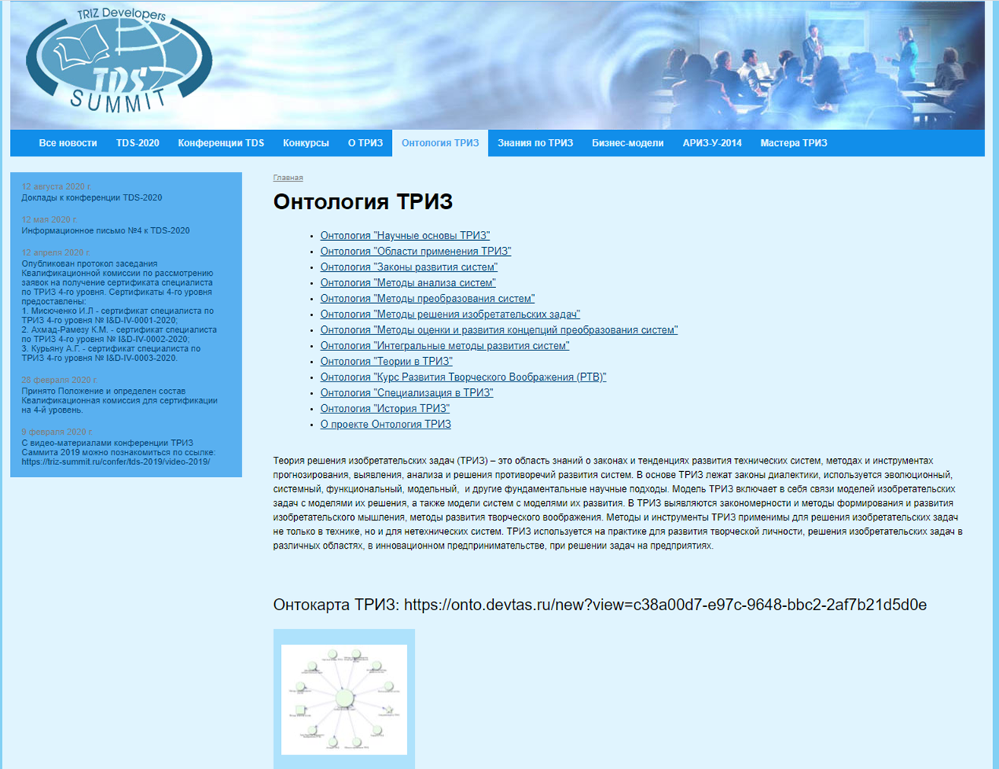 TRIZ Developers
TDS
SUMMIT
Все новости TDS-2020 Конференции TDS Конкурсы О ТРИЗ Онтология ТРИЗ Знания по ТРИЗ Бизнес-модели АРИЗ-У-2014 Мастера ТРИЗ
12 августа 2020 г.
Доклады к конференции TDS-2020
12 мая 2020 г.
Информационное письмо №4 к TDS-2020
12 апреля 2020 г.
Опубликован протокол заседания
Квалификационной комиссии по рассмотрению
заявок на получение сертификата специалиста
по ТРИЗ 4-го уровня. Сертификаты 4-го уровня
предоставлены:
1. Мисюченко И.Л - сертификат специалиста по
ТРИЗ 4-го уровня № I&D-IV-0001-2020;
2. Ахмад-Рамезу К.М. - сертификат специалиста
по ТРИЗ 4-го уровня № I&D-IV-0002-2020;
3. Курьяну А.Г. - сертификат специалиста по
ТРИЗ 4-го уровня № I&D-IV-0003-2020.
28 февраля 2020 г.
Принято Положение и определен состав
Квалификационная комиссия для сертификации
на 4-й уровень.
9 февраля 2020 г.
С видео-материалами конференции ТРИЗ
Саммита 2019 можно познакомиться по ссылке:
https://triz-summit.ru/confer/tds-2019/video-2019/
Главная
Онтология ТРИЗ
Онтология "Научные основы ТРИЗ"
Онтология "Области применения ТРИЗ"
Онтология "Законы развития систем"
Онтология "Методы анализа систем"
Онтология "Методы преобразования систем"
Онтология "Методы решения изобретательских задач"
Онтология "Методы оценки и развития концепций преобразования систем"
Онтология "Интегральные методы развития систем"
Онтология "Теории в ТРИЗ"
Онтология "Курс Развития Творческого Воображения (РТВ)"
Онтология "Специализация в ТРИЗ"
Онтология "История ТРИЗ"
О проекте Онтология ТРИЗ
Теория решения изобретательских задач (ТРИЗ) – это область знаний о законах и тенденциях развития технических систем, методах и инструментах
прогнозирования, выявления, анализа и решения противоречий развития систем. В основе ТРИЗ лежат законы диалектики, используется эволюционный,
системный, функциональный, модельный, и другие фундаментальные научные подходы. Модель ТРИЗ включает в себя связи моделей изобретательских
задач с моделями их решения, а также модели систем с моделями их развития. В ТРИЗ выявляются закономерности и методы формирования и развития
изобретательского мышления, методы развития творческого воображения. Методы и инструменты ТРИЗ применимы для решения изобретательских задач
не только в технике, но и для нетехнических систем. ТРИЗ используется на практике для развития творческой личности, решения изобретательских задач в
различных областях, в инновационном предпринимательстве, при решении задач на предприятиях.
Онтокарта ТРИЗ: https://onto.devtas.ru/new?view=c38a00d7-e97c-9648-bbc2-2af7b21d5d0e